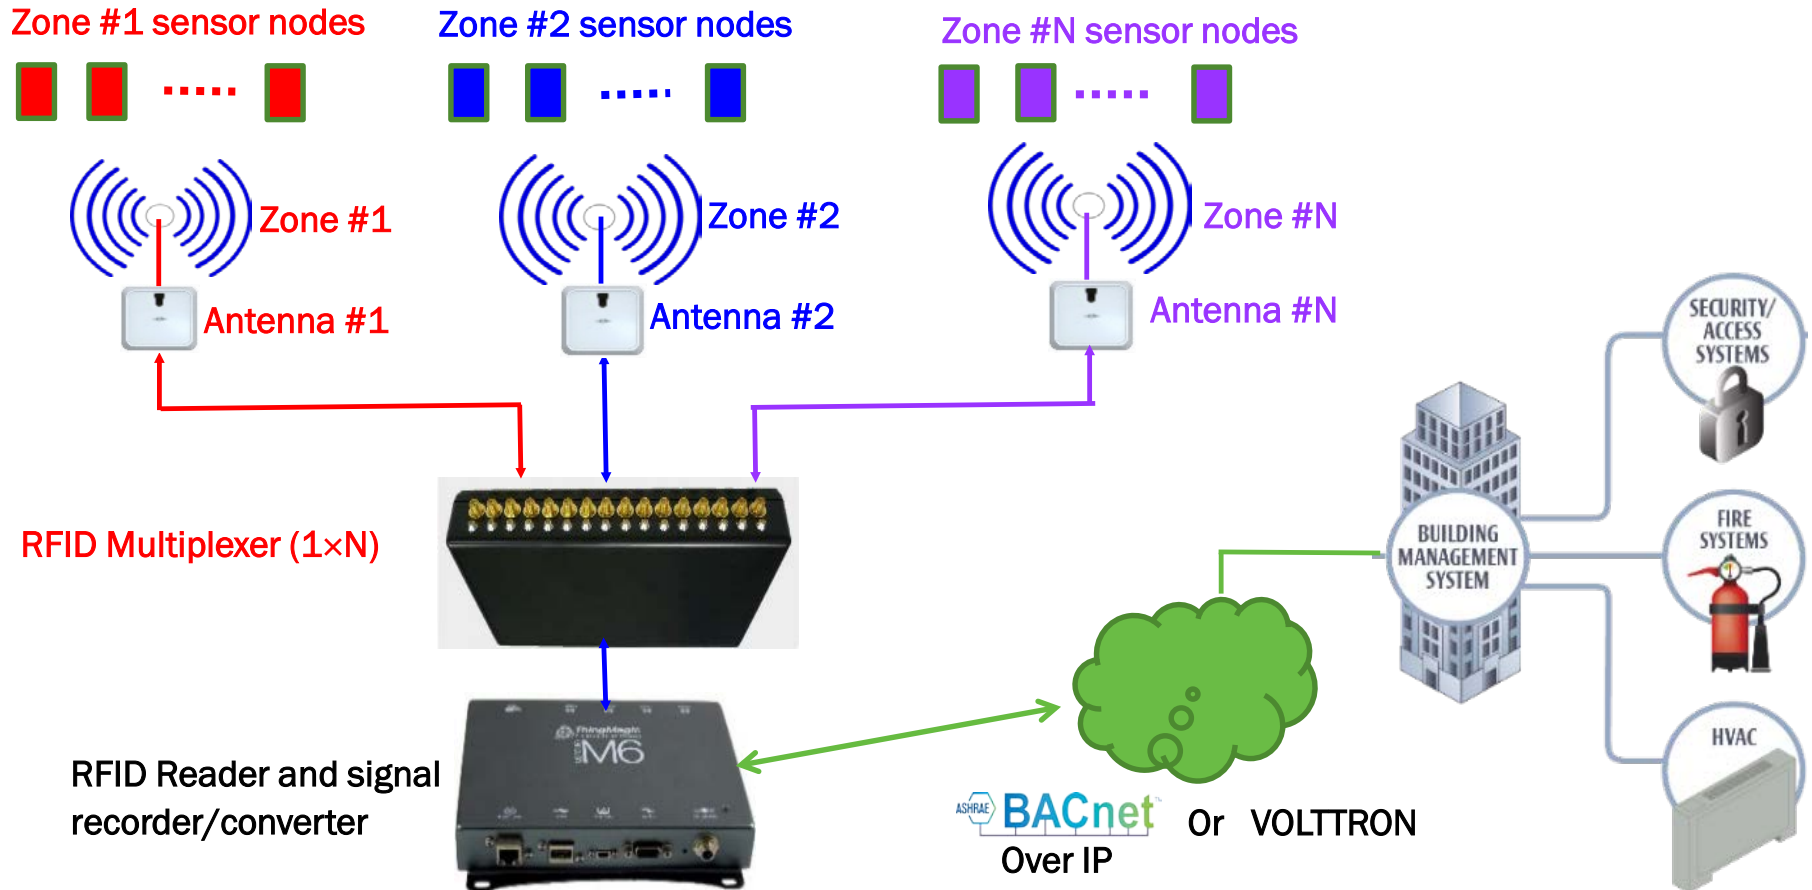 Zone #1 sensor nodes
Zone #2 sensor nodes
Zone #N sensor nodes
Zone #1
Zone #2
Zone #N
Antenna #1
Antenna #2
Antenna #N
SECURITY/
ACCESS
SYSTEMS
RFID Multiplexer (1×N)
BUILDING
MANAGEMENT
SYSTEM
FIRE
SYSTEMS
ThingMagic
M6
HVAC
RFID Reader and signal
recorder/converter
ASHRAE BACnet
Over IP
Or VOLTTRON